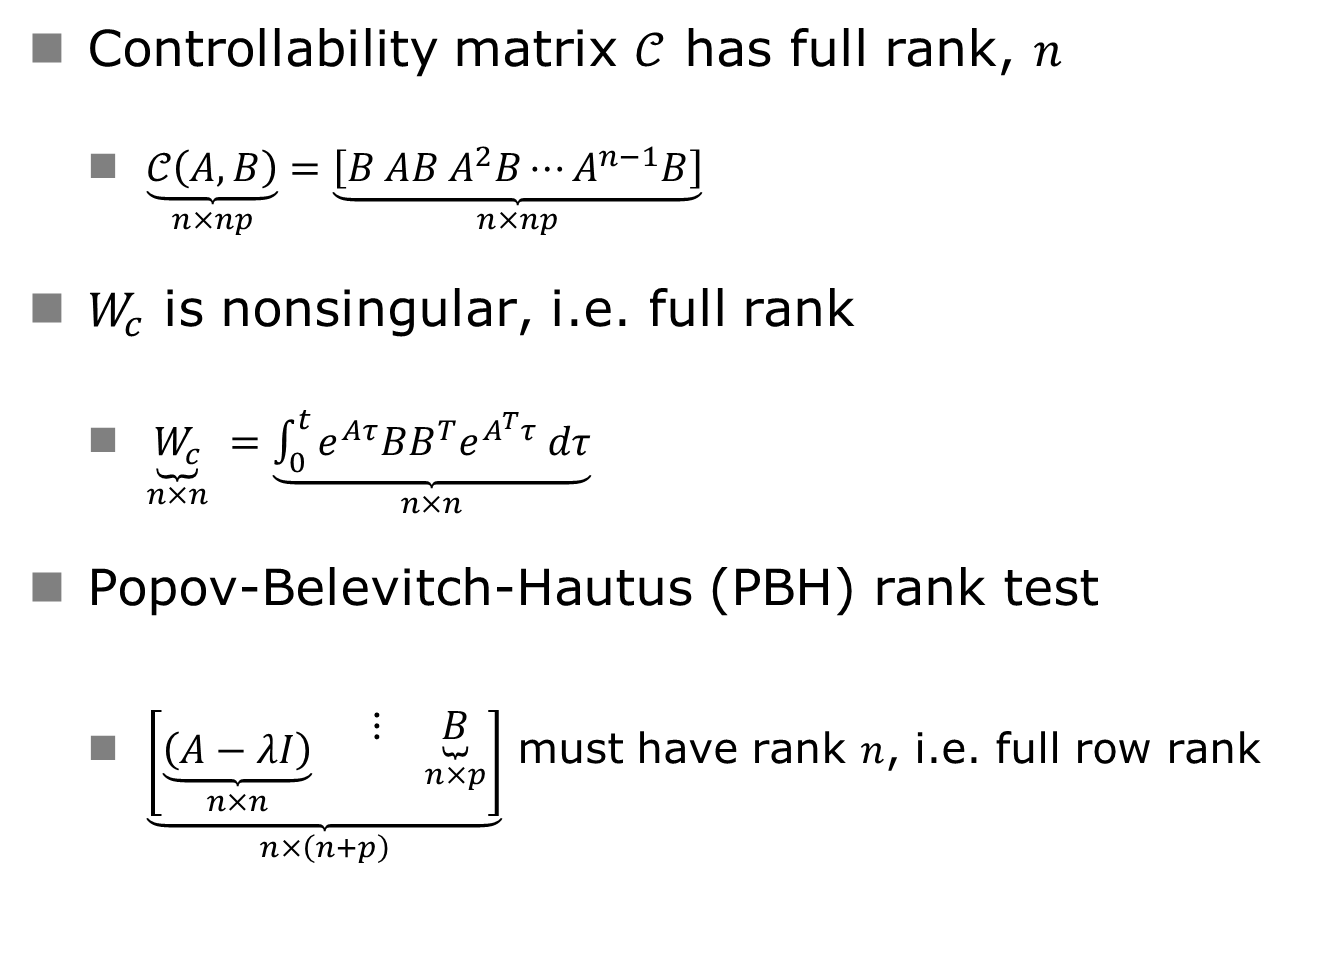 ■ Controllability matrix 𝒞 has full rank, n
■ 𝒞(A, B) = [B AB A²B ⋯ Aⁿ⁻¹B]
n×np n×np
■ W_c is nonsingular, i.e. full rank
■ W_c = ∫₀ᵗ e^{Aτ}BBᵀe^{Aᵀτ} dτ
n×n n×n
■ Popov-Belevitch-Hautus (PBH) rank test
■ [(A − λI) ⋮ B] must have rank n, i.e. full row rank
n×n n×p
n×(n+p)